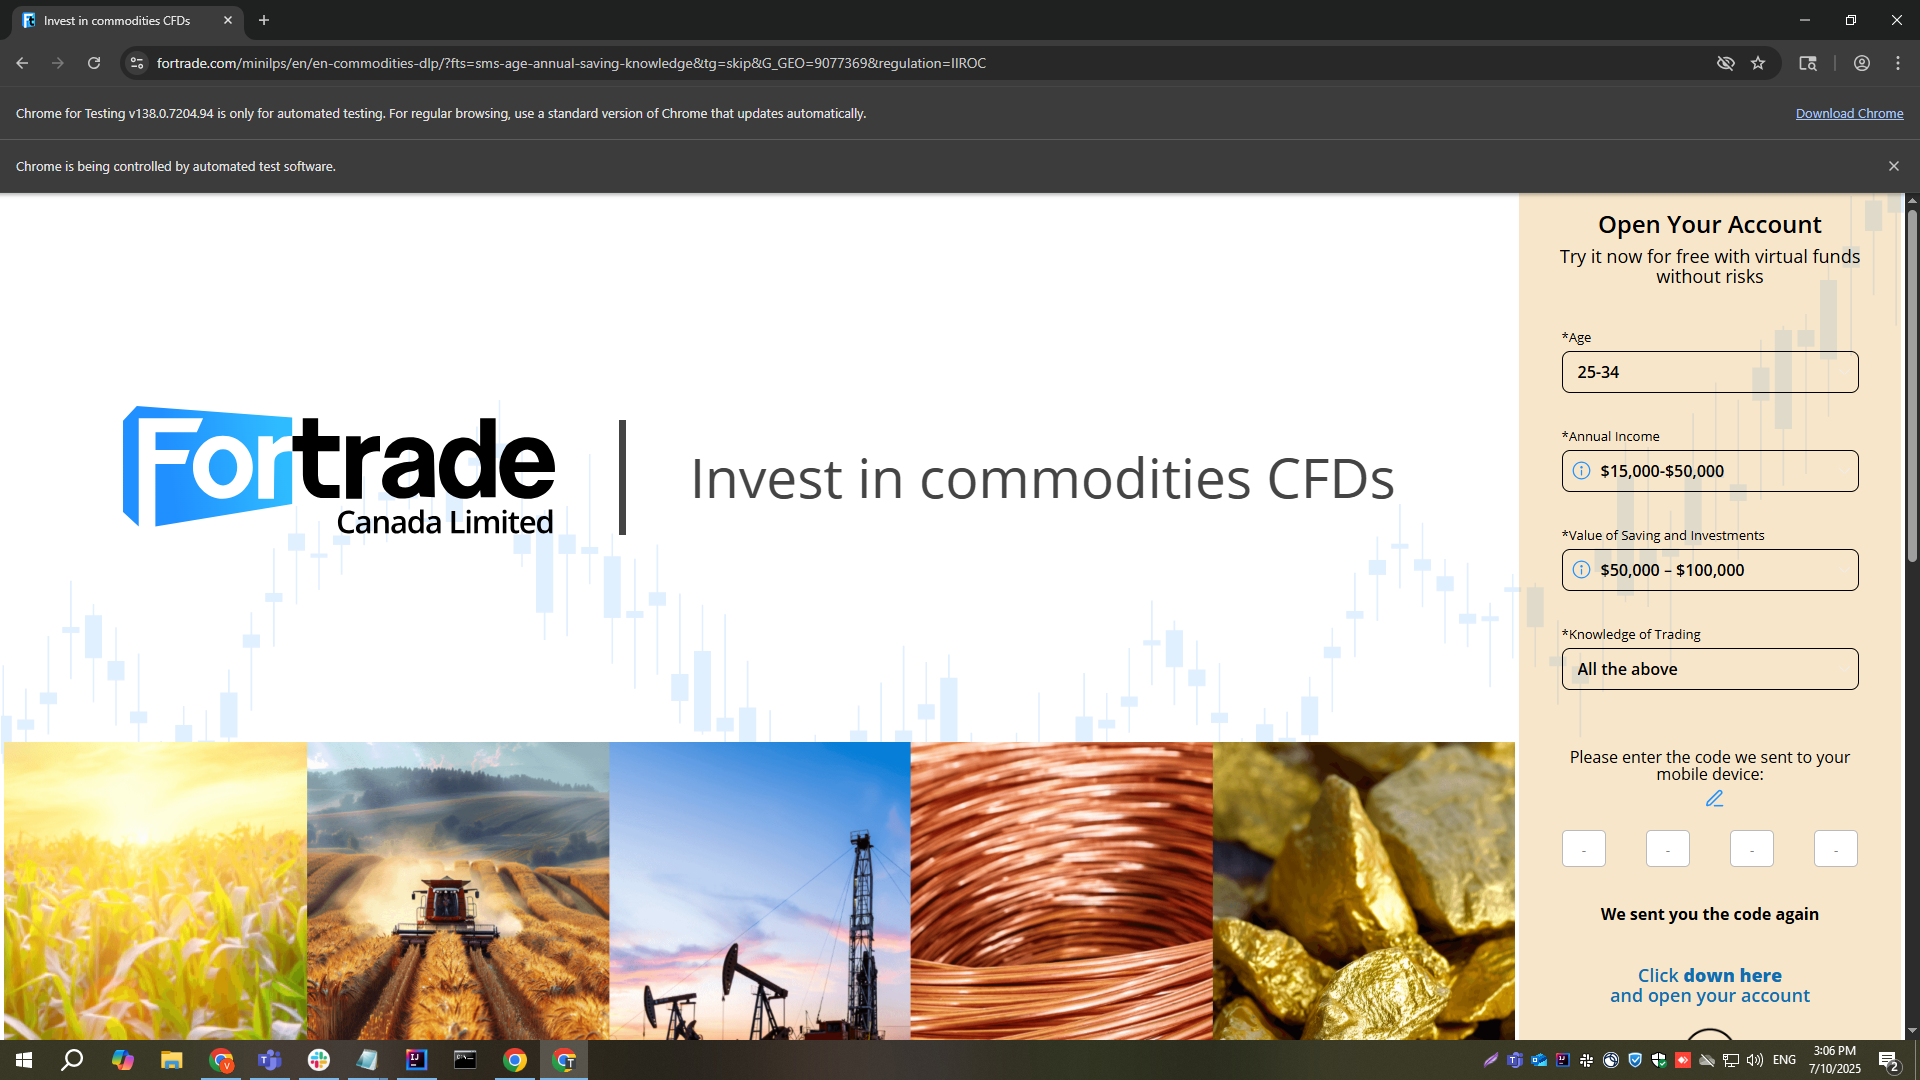 Invest in commodities CFDs
fortrade.com/minilps/en/en-commodities-dlp/?fts=sms-age-annual-saving-knowledge&tg=skip&G_GEO=9077369&regulation=IIROC
Chrome for Testing v138.0.7204.94 is only for automated testing. For regular browsing, use a standard version of Chrome that updates automatically.
Download Chrome
Chrome is being controlled by automated test software.
Fortrade
Canada Limited
Invest in commodities CFDs
Open Your Account
Try it now for free with virtual funds
without risks
*Age
25-34
*Annual Income
$15,000-$50,000
*Value of Saving and Investments
$50,000 – $100,000
*Knowledge of Trading
All the above
Please enter the code we sent to your
mobile device:
- - - -
We sent you the code again
Click down here
and open your account
ENG
3:06 PM
7/10/2025
2